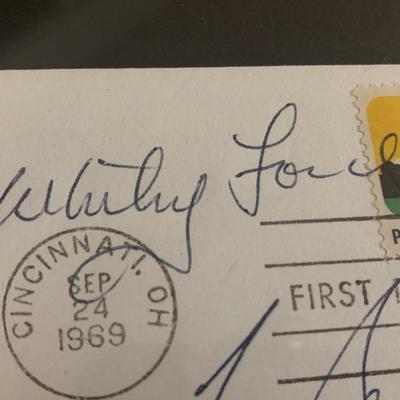 Whitey Ford
CINCINNATI, OH
SEP
24
1969
FIRST
P